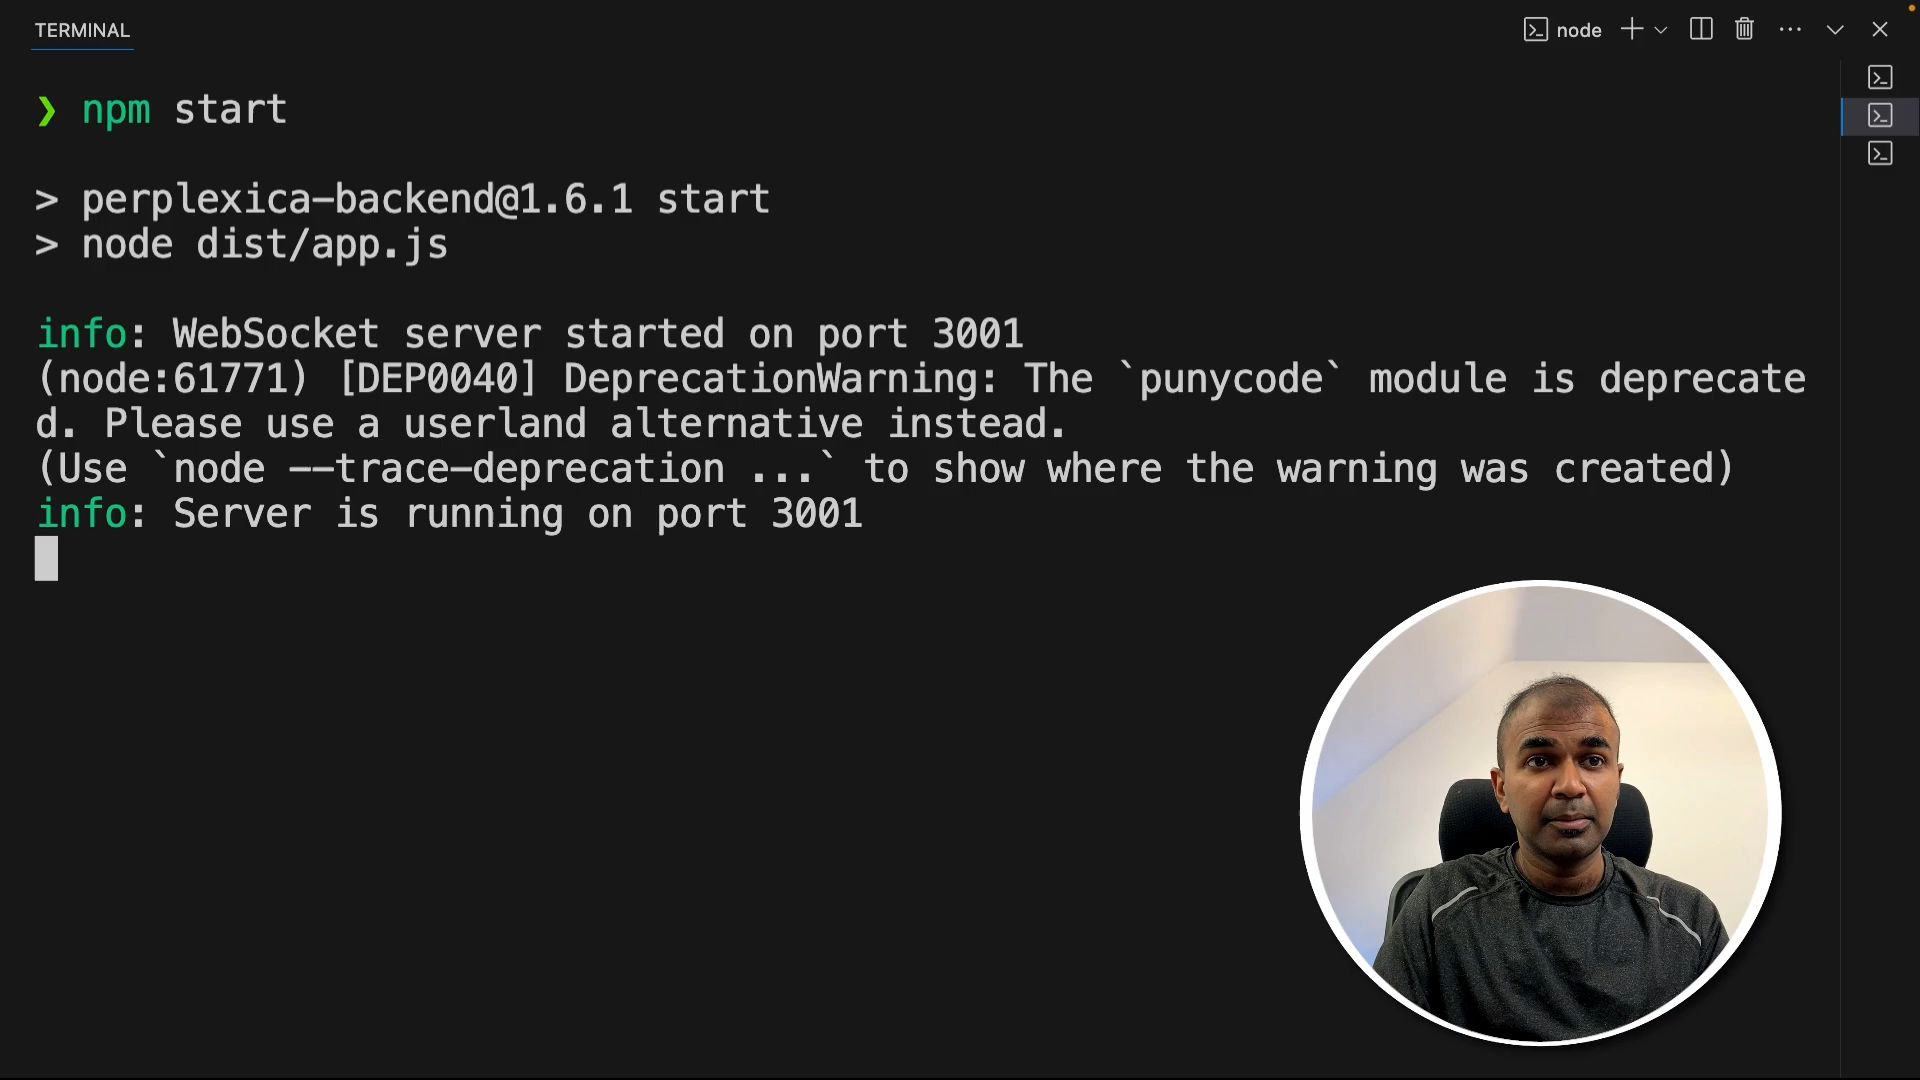 TERMINAL
node
❯ npm start
> perplexica-backend@1.6.1 start
> node dist/app.js
info: WebSocket server started on port 3001
(node:61771) [DEP0040] DeprecationWarning: The `punycode` module is deprecate
d. Please use a userland alternative instead.
(Use `node --trace-deprecation ...` to show where the warning was created)
info: Server is running on port 3001